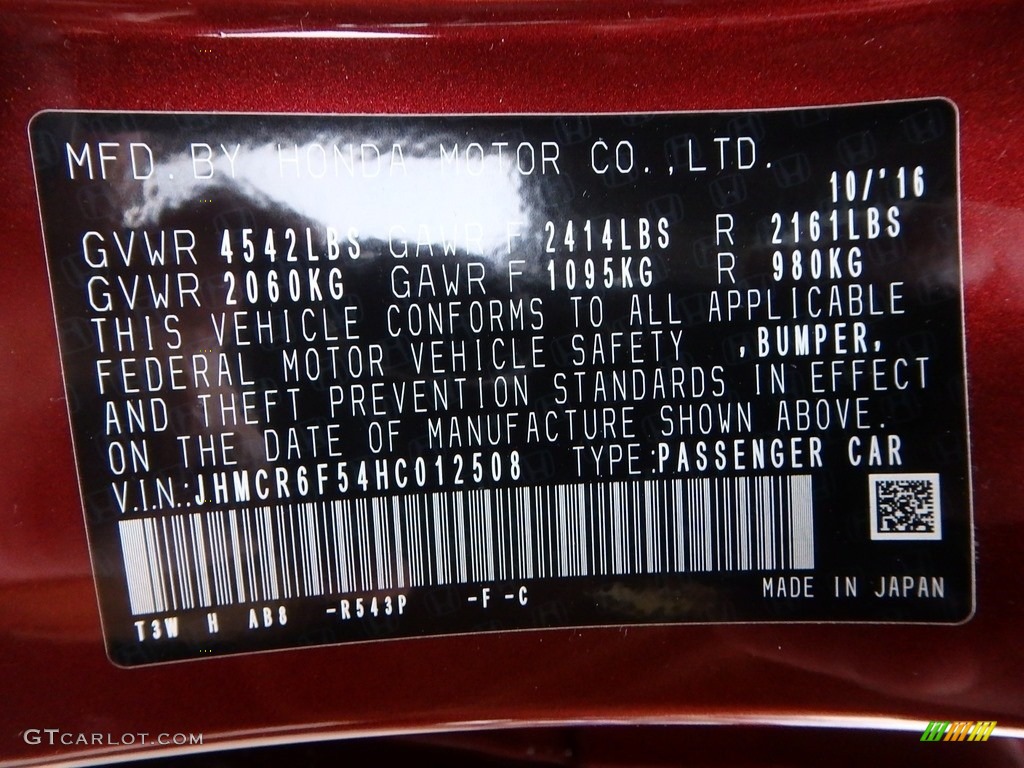 MFD. BY HONDA MOTOR CO.,LTD.
10/'16
GVWR 4542LBS GAWR F 2414LBS R 2161LBS
GVWR 2060KG GAWR F 1095KG R 980KG
THIS VEHICLE CONFORMS TO ALL APPLICABLE
FEDERAL MOTOR VEHICLE SAFETY ,BUMPER,
AND THEFT PREVENTION STANDARDS IN EFFECT
ON THE DATE OF MANUFACTURE SHOWN ABOVE.
V.I.N.:JHMCR6F54HC012508 TYPE:PASSENGER CAR
MADE IN JAPAN
T3W H AB8 -R543P -F -C
GTCARLOT.COM